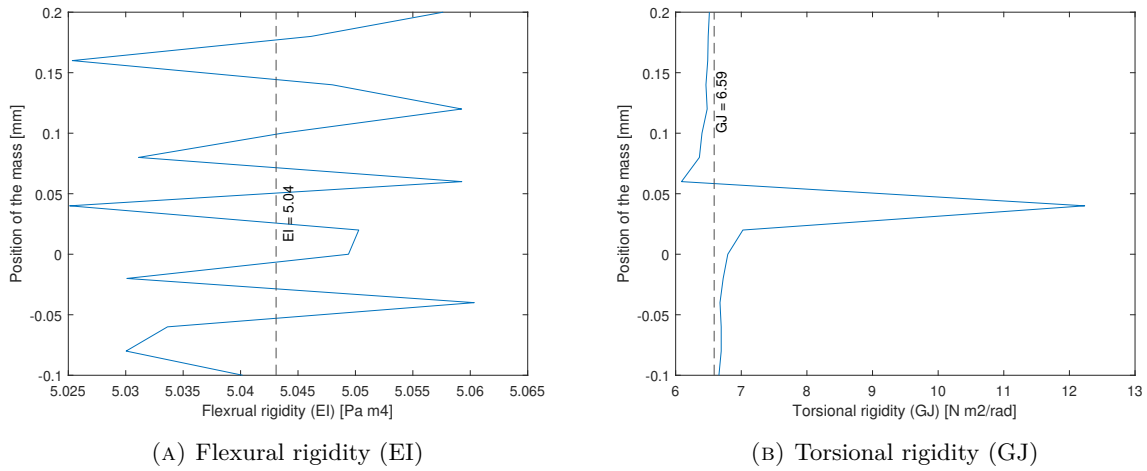 0.2
0.15
0.1
0.05
0
-0.05
-0.1
Position of the mass [mm]
EI = 5.04
5.025 5.03 5.035 5.04 5.045 5.05 5.055 5.06 5.065
Flexrual rigidity (EI) [Pa m4]
(A) Flexural rigidity (EI)
0.2
0.15
0.1
0.05
0
-0.05
-0.1
Position of the mass [mm]
GJ = 6.59
6 7 8 9 10 11 12 13
Torsional rigidity (GJ) [N m2/rad]
(B) Torsional rigidity (GJ)